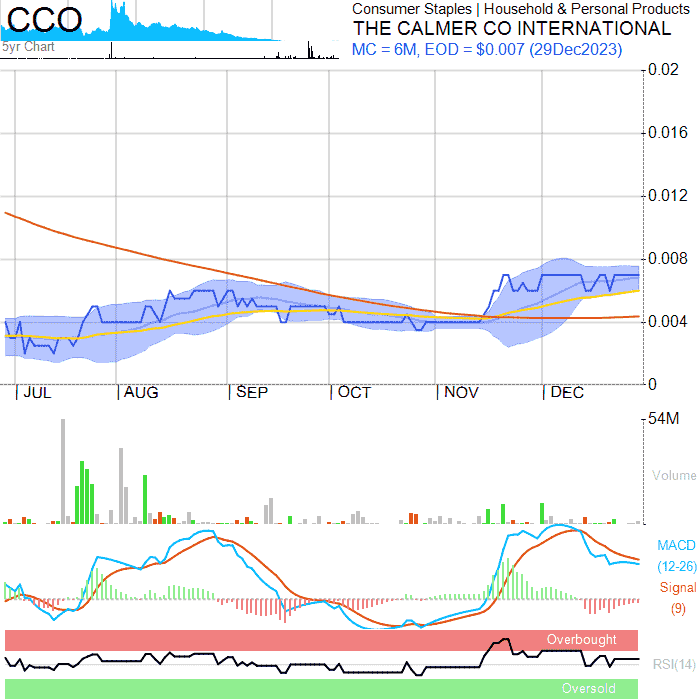 CCO
5yr Chart
Consumer Staples | Household & Personal Products
THE CALMER CO INTERNATIONAL
MC = 6M, EOD = $0.007 (29Dec2023)
0.02
0.016
0.012
0.008
0.004
0
JUL AUG SEP OCT NOV DEC
54M
Volume
MACD
(12-26)
Signal
(9)
Overbought
RSI(14)
Oversold